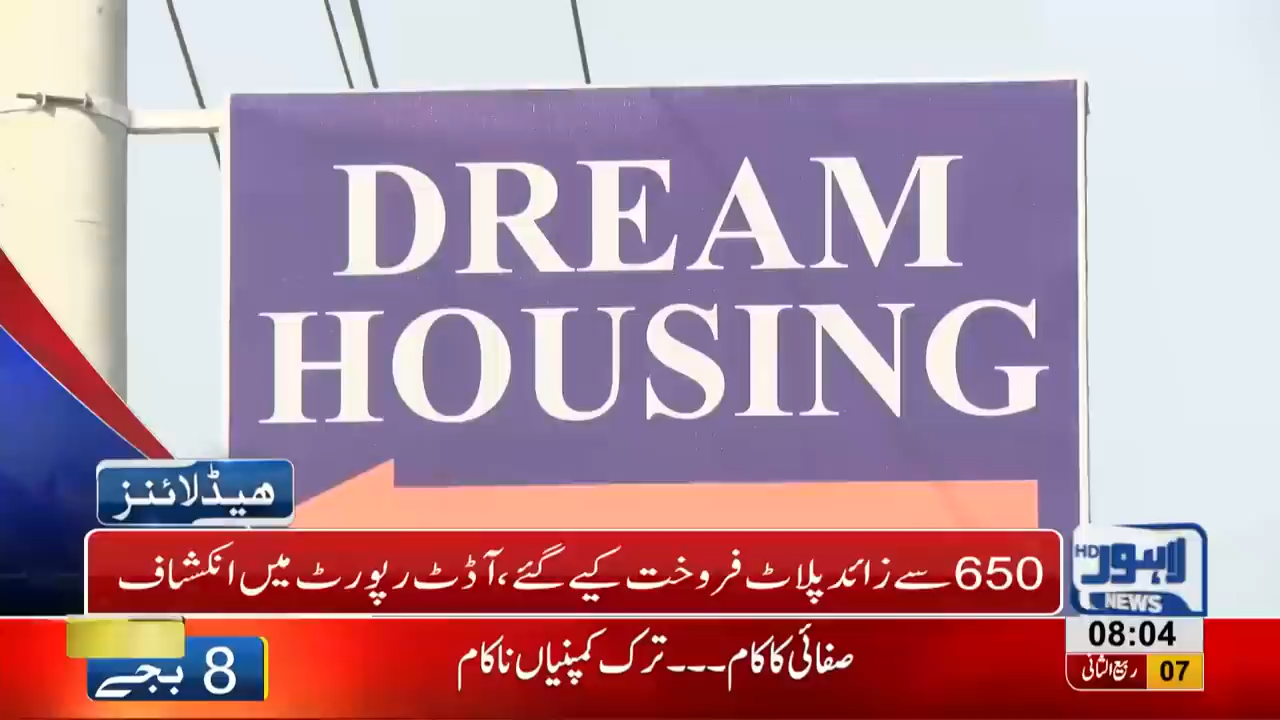 DREAM
HOUSING
ھیڈلائنز
650 سے زائد پلاٹ فروخت کیے گئے، آڈٹ رپورٹ میں انکشاف
HD
لاہور
NEWS
08:04
صفائی کا کام ۔۔۔ ترک کمپنیاں ناکام
8 بجے
07 ربیع الثانی